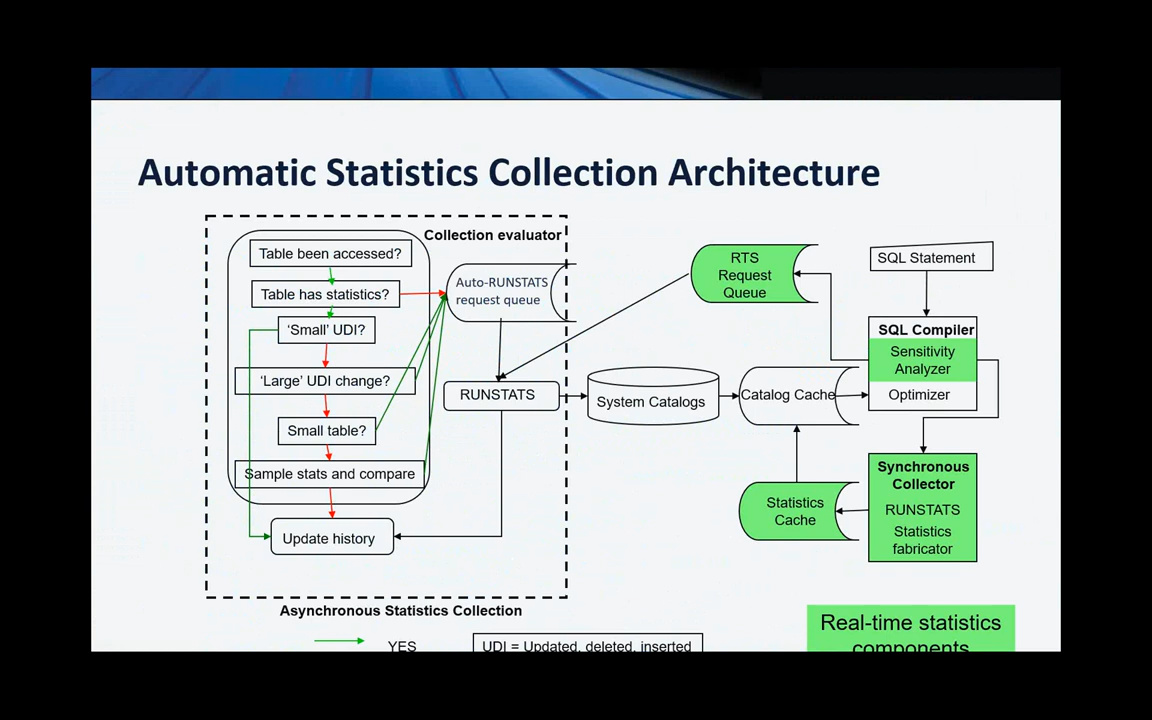 Automatic Statistics Collection Architecture
Collection evaluator
Table been accessed?
Table has statistics?
'Small' UDI?
'Large' UDI change?
Small table?
Sample stats and compare
Update history
Auto-RUNSTATS
request queue
RUNSTATS
System Catalogs
Catalog Cache
RTS
Request
Queue
SQL Statement
SQL Compiler
Sensitivity
Analyzer
Optimizer
Synchronous
Collector
RUNSTATS
Statistics
fabricator
Statistics
Cache
Asynchronous Statistics Collection
YES
UDI = Updated, deleted, inserted
Real-time statistics
components